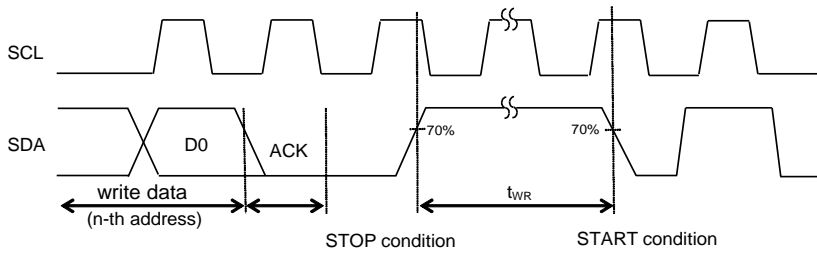 SCL
SDA
D0
ACK
70%
70%
write data
(n-th address)
tWR
STOP condition
START condition